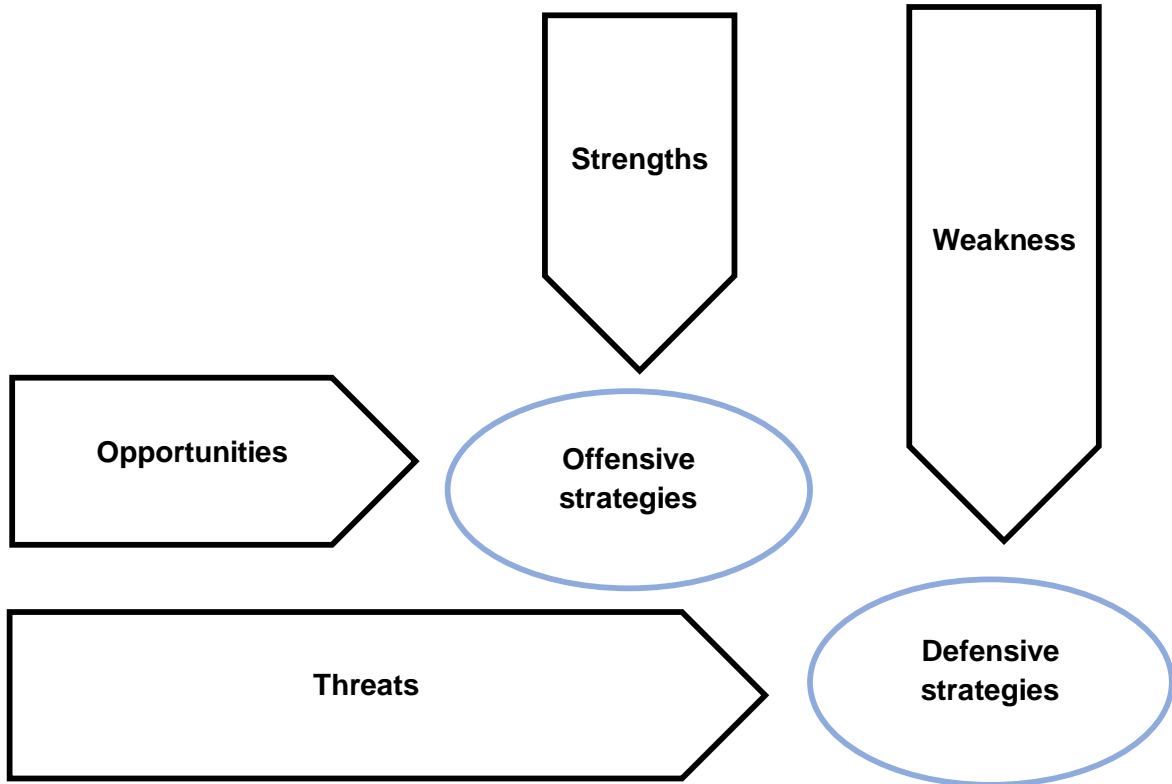 Strengths
Weakness
Opportunities
Offensive
strategies
Threats
Defensive
strategies